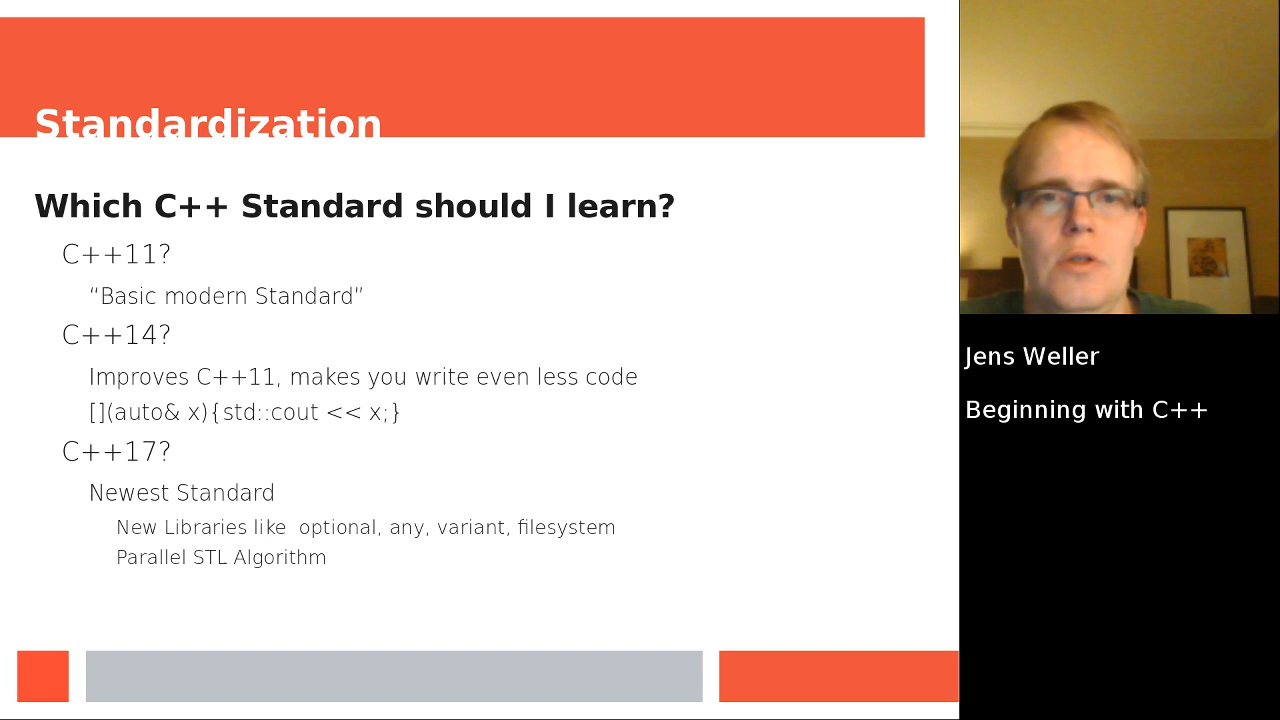 Standardization
Which C++ Standard should I learn?
C++11?
“Basic modern Standard”
C++14?
Improves C++11, makes you write even less code
[](auto& x){std::cout << x;}
C++17?
Newest Standard
New Libraries like  optional, any, variant, filesystem
Parallel STL Algorithm
Jens Weller
Beginning with C++